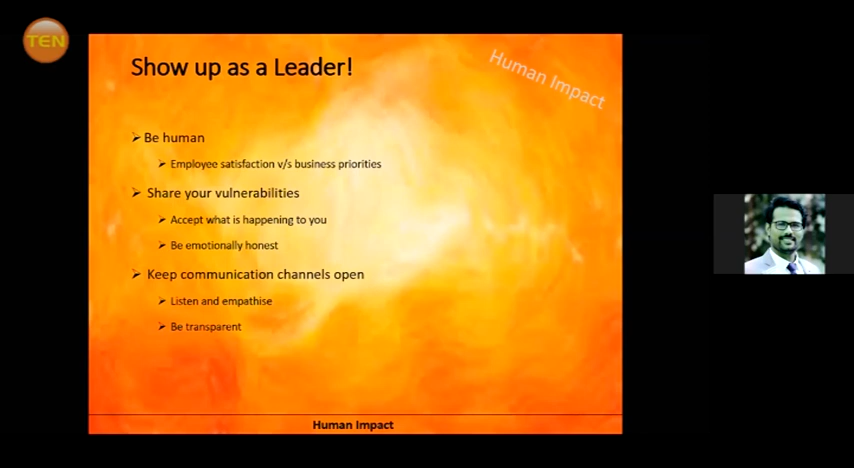 TEN
Show up as a Leader!
Human Impact
➤ Be human
➤ Employee satisfaction v/s business priorities
➤ Share your vulnerabilities
➤ Accept what is happening to you
➤ Be emotionally honest
➤ Keep communication channels open
➤ Listen and empathise
➤ Be transparent
Human Impact